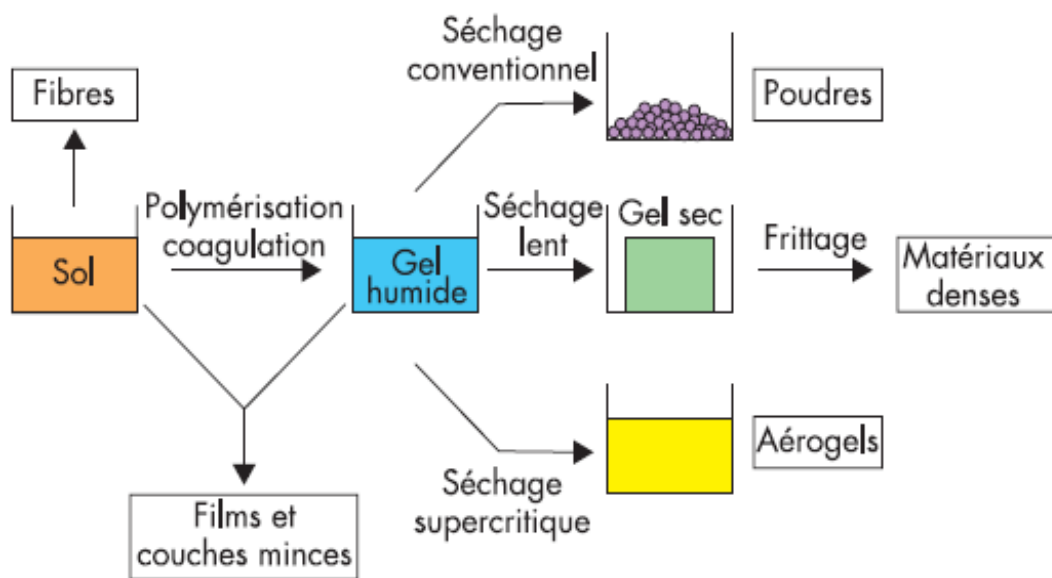 Fibres
Sol
Polymérisation
coagulation
Gel
humide
Films et
couches minces
Séchage
conventionnel
Poudres
Séchage
lent
Gel sec
Frittage
Matériaux
denses
Séchage
supercritique
Aérogels